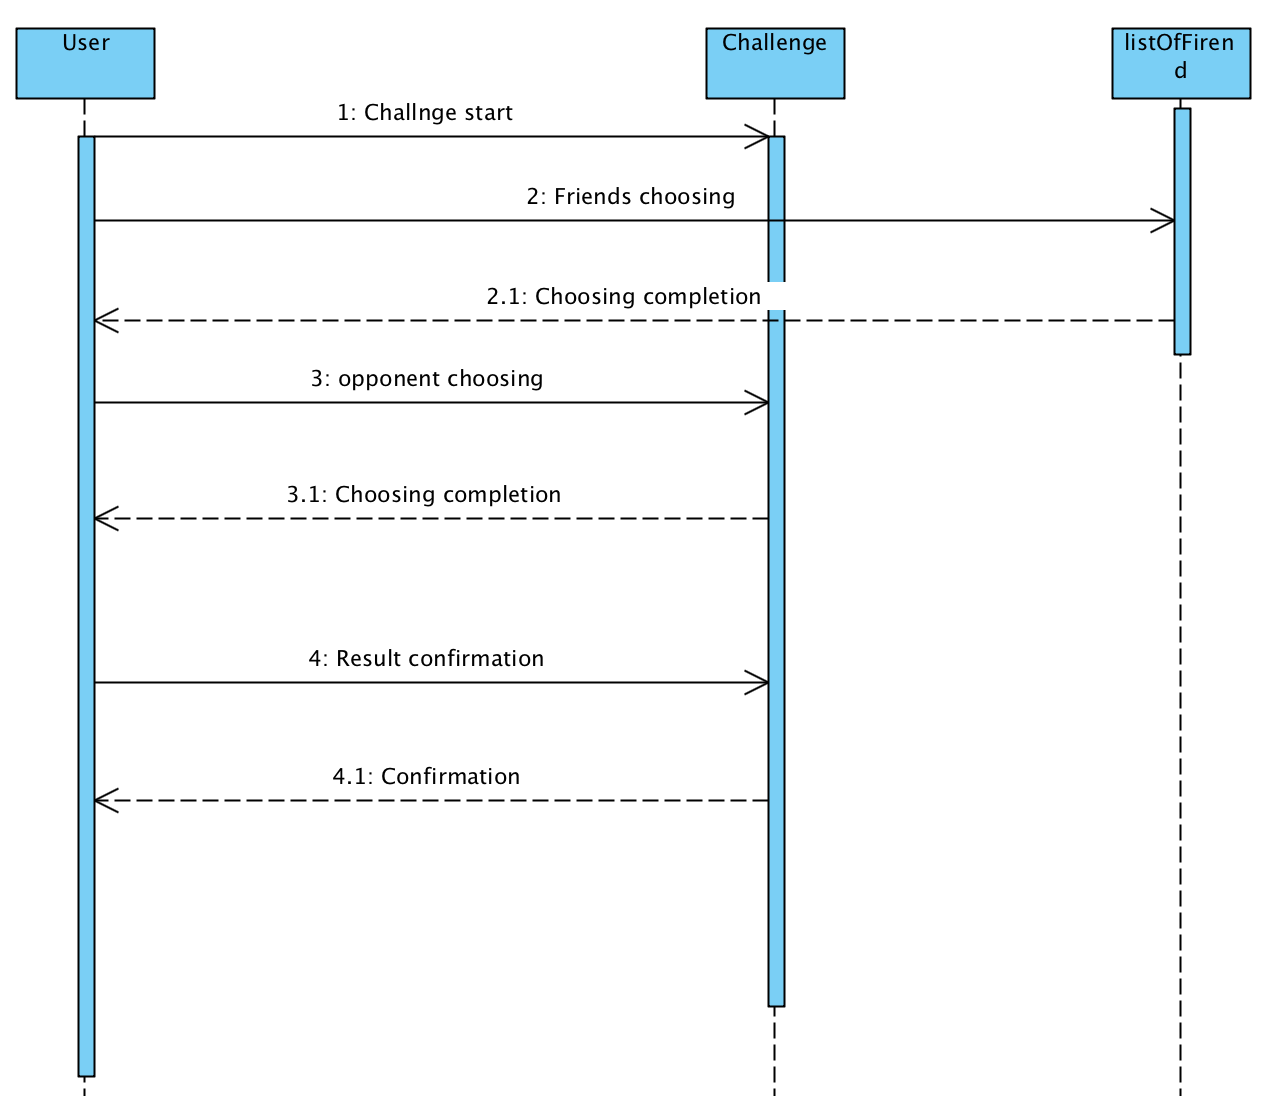 User
Challenge
listOfFiren
d
1: Challnge start
2: Friends choosing
2.1: Choosing completion
3: opponent choosing
3.1: Choosing completion
4: Result confirmation
4.1: Confirmation